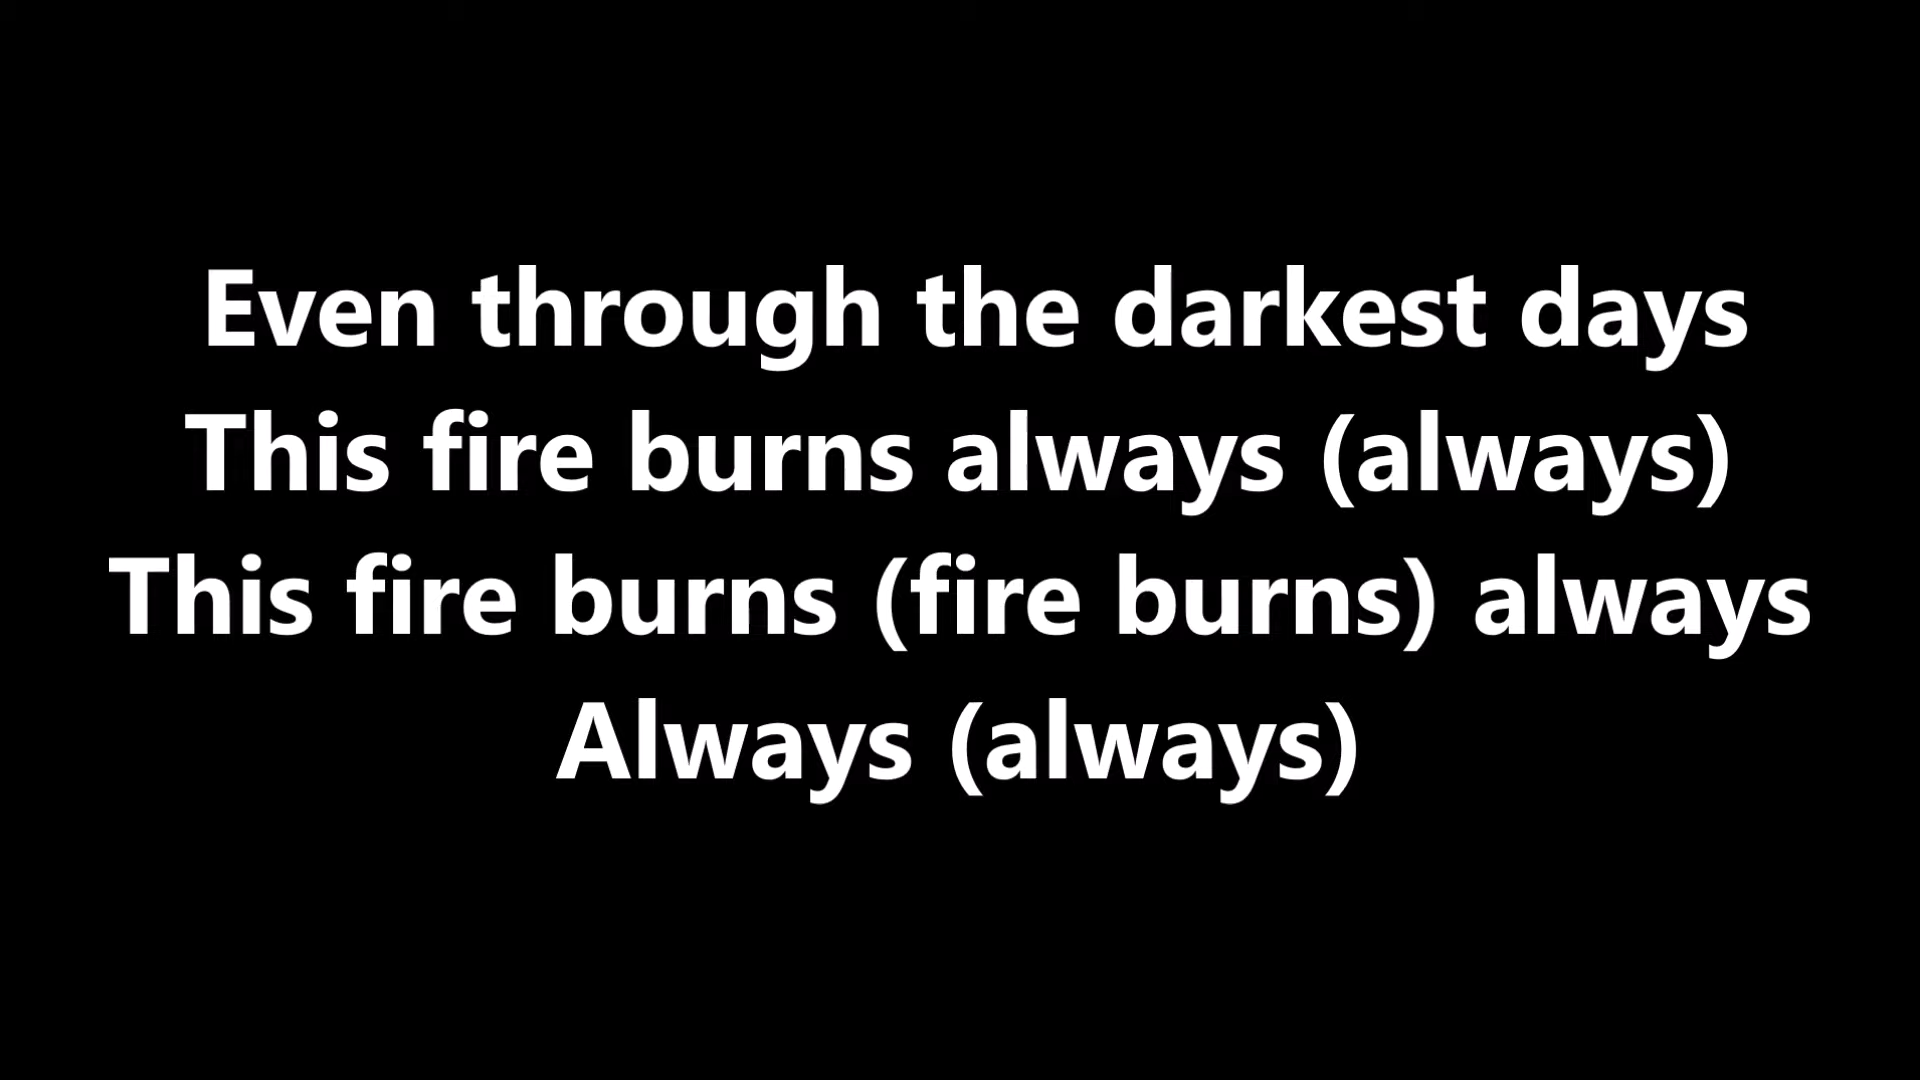 Even through the darkest days
This fire burns always (always)
This fire burns (fire burns) always
Always (always)